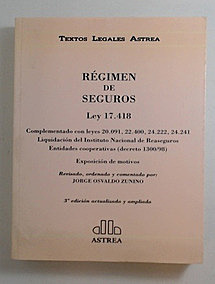 Textos Legales Astrea
RÉGIMEN
DE
SEGUROS
Ley 17.418
Complementado con leyes 20.091, 22.400, 24.222, 24.241
Liquidación del Instituto Nacional de Reaseguros
Entidades cooperativas (decreto 1300/98)
Exposición de motivos
Revisado, ordenado y comentado por:
JORGE OSVALDO ZUNINO
3ª edición actualizada y ampliada
ASTREA